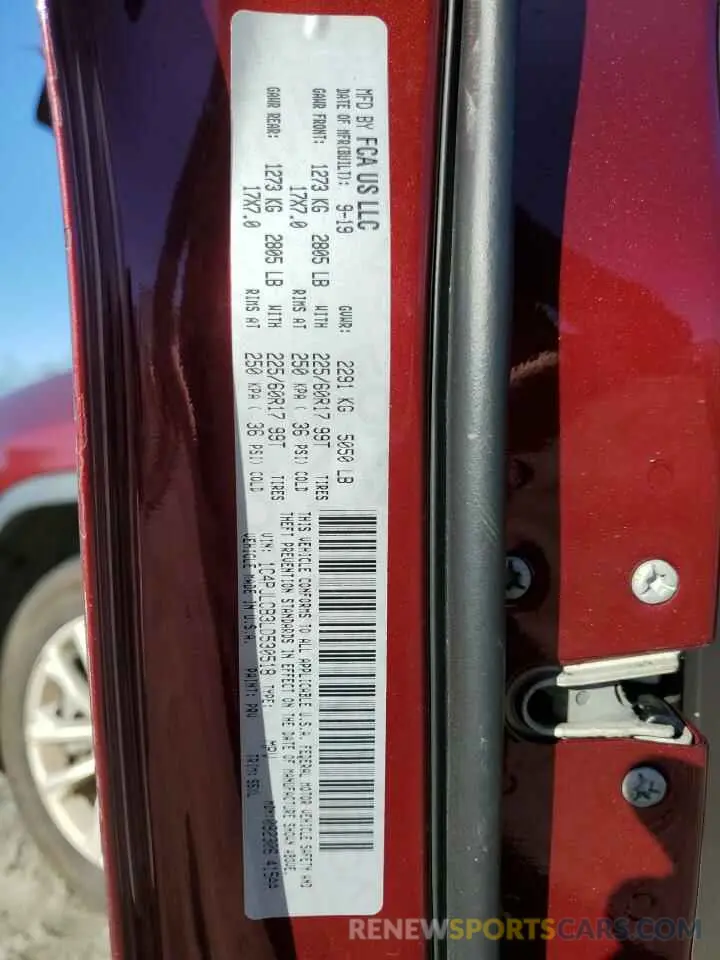 MFD BY FCA US LLC
DATE OF MFR(BUILT): 9-19 GVWR: 2291 KG 5050 LB
GAWR FRONT: 1273 KG 2805 LB WITH 225/60R17 99T TIRES
17X7.0 RIMS AT 250 KPA ( 36 PSI) COLD
GAWR REAR: 1273 KG 2805 LB WITH 225/60R17 99T TIRES
17X7.0 RIMS AT 250 KPA ( 36 PSI) COLD
THIS VEHICLE CONFORMS TO ALL APPLICABLE U.S.A. FEDERAL MOTOR VEHICLE SAFETY AND
THEFT PREVENTION STANDARDS IN EFFECT ON THE DATE OF MANUFACTURE SHOWN ABOVE.
VIN: 1C4PJLCB3LD530518 TYPE: MPV
VEHICLE MADE IN U.S.A. PAINT: PRV TRIM:
RENEWSPORTSCARS.COM